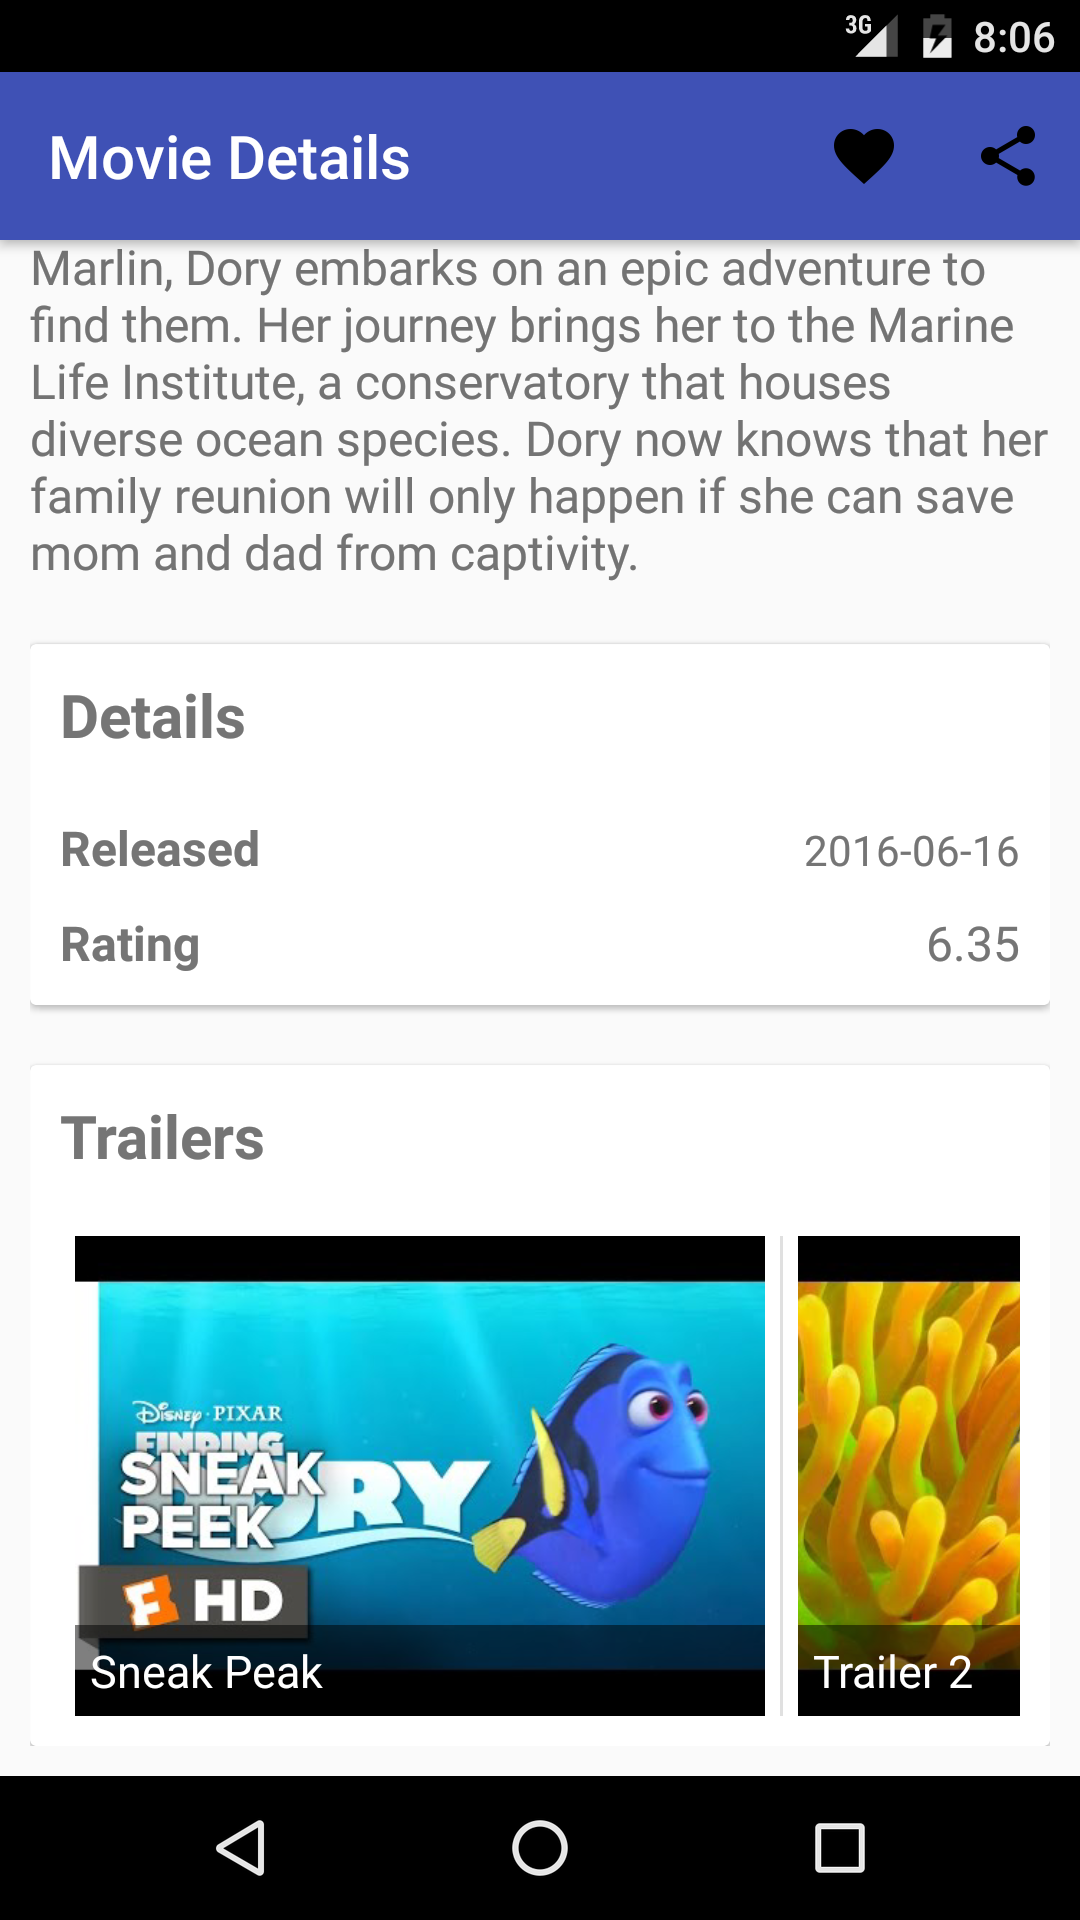 3G 8:06
Movie Details
Marlin, Dory embarks on an epic adventure to
find them. Her journey brings her to the Marine
Life Institute, a conservatory that houses
diverse ocean species. Dory now knows that her
family reunion will only happen if she can save
mom and dad from captivity.
Details
Released 2016-06-16
Rating 6.35
Trailers
Disney · PIXAR
FINDING
DORY
SNEAK
PEEK
F HD
Sneak Peak
Trailer 2